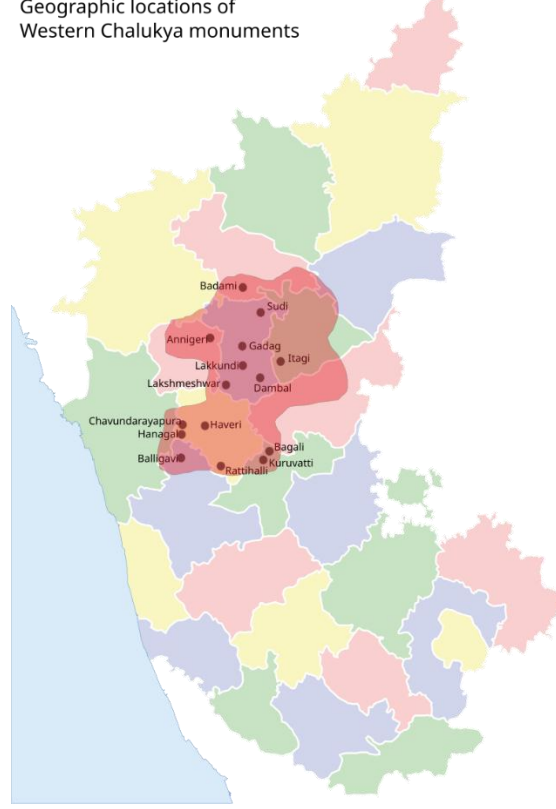 Geographic locations of
Western Chalukya monuments
Badami
Sudi
Annigeri
Gadag
Itagi
Lakkundi
Lakshmeshwar
Dambal
Chavundarayapura
Haveri
Hanagal
Bagali
Balligavi
Kuruvatti
Rattihalli